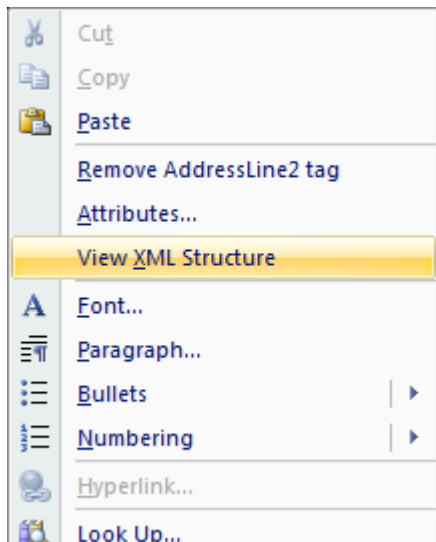 Cut
Copy
Paste
Remove AddressLine2 tag
Attributes...
View XML Structure
A Font...
Paragraph...
Bullets
Numbering
Hyperlink...
Look Up...